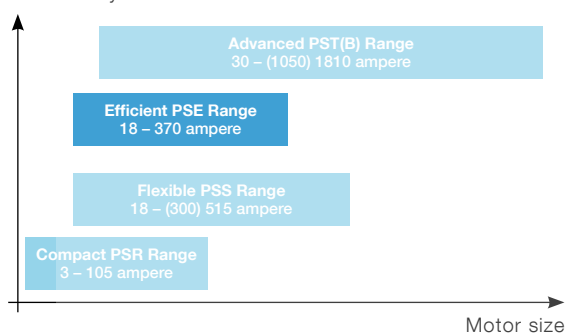 Advanced PST(B) Range
30 – (1050) 1810 ampere
Efficient PSE Range
18 – 370 ampere
Flexible PSS Range
18 – (300) 515 ampere
Compact PSR Range
3 – 105 ampere
Motor size